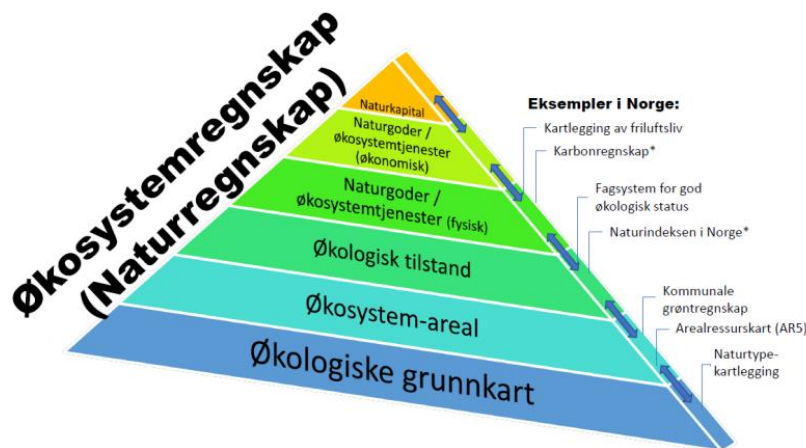 Økosystemregnskap
(Naturregnskap)
Naturkapital
Naturgoder /
økosystemtjenester
(økonomisk)
Naturgoder /
økosystemtjenester (fysisk)
Økologisk tilstand
Økosystem-areal
Økologiske grunnkart
Eksempler i Norge:
Kartlegging av friluftsliv
Karbonregnskap*
Fagsystem for god
økologisk status
Naturindeksen i Norge*
Kommunale
grøntregnskap
Arealressurskart (AR5)
Naturtype-
kartlegging